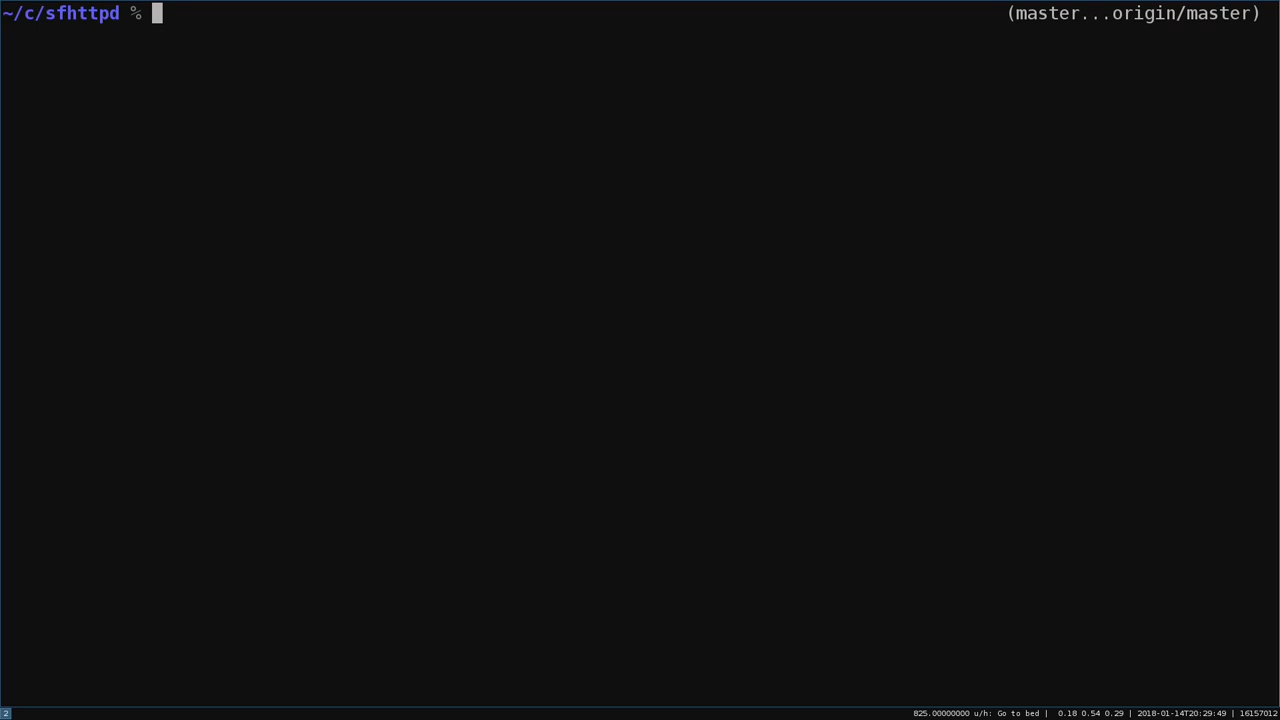 ~/c/sfhttpd % (master...origin/master)
2 825.00000000 u/h: Go to bed | 0.18 0.54 0.29 | 2018-01-14T20:29:49 | 16157012